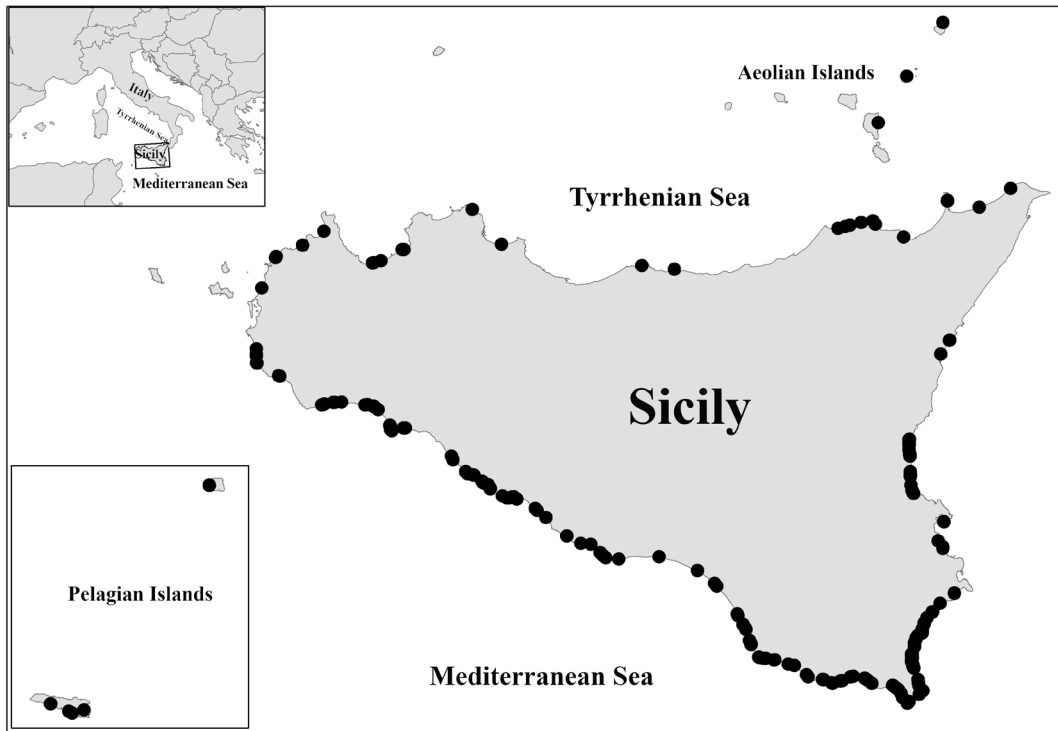 Italy
Tyrrhenian Sea
Sicily
Mediterranean Sea
Aeolian Islands
Tyrrhenian Sea
Sicily
Pelagian Islands
Mediterranean Sea